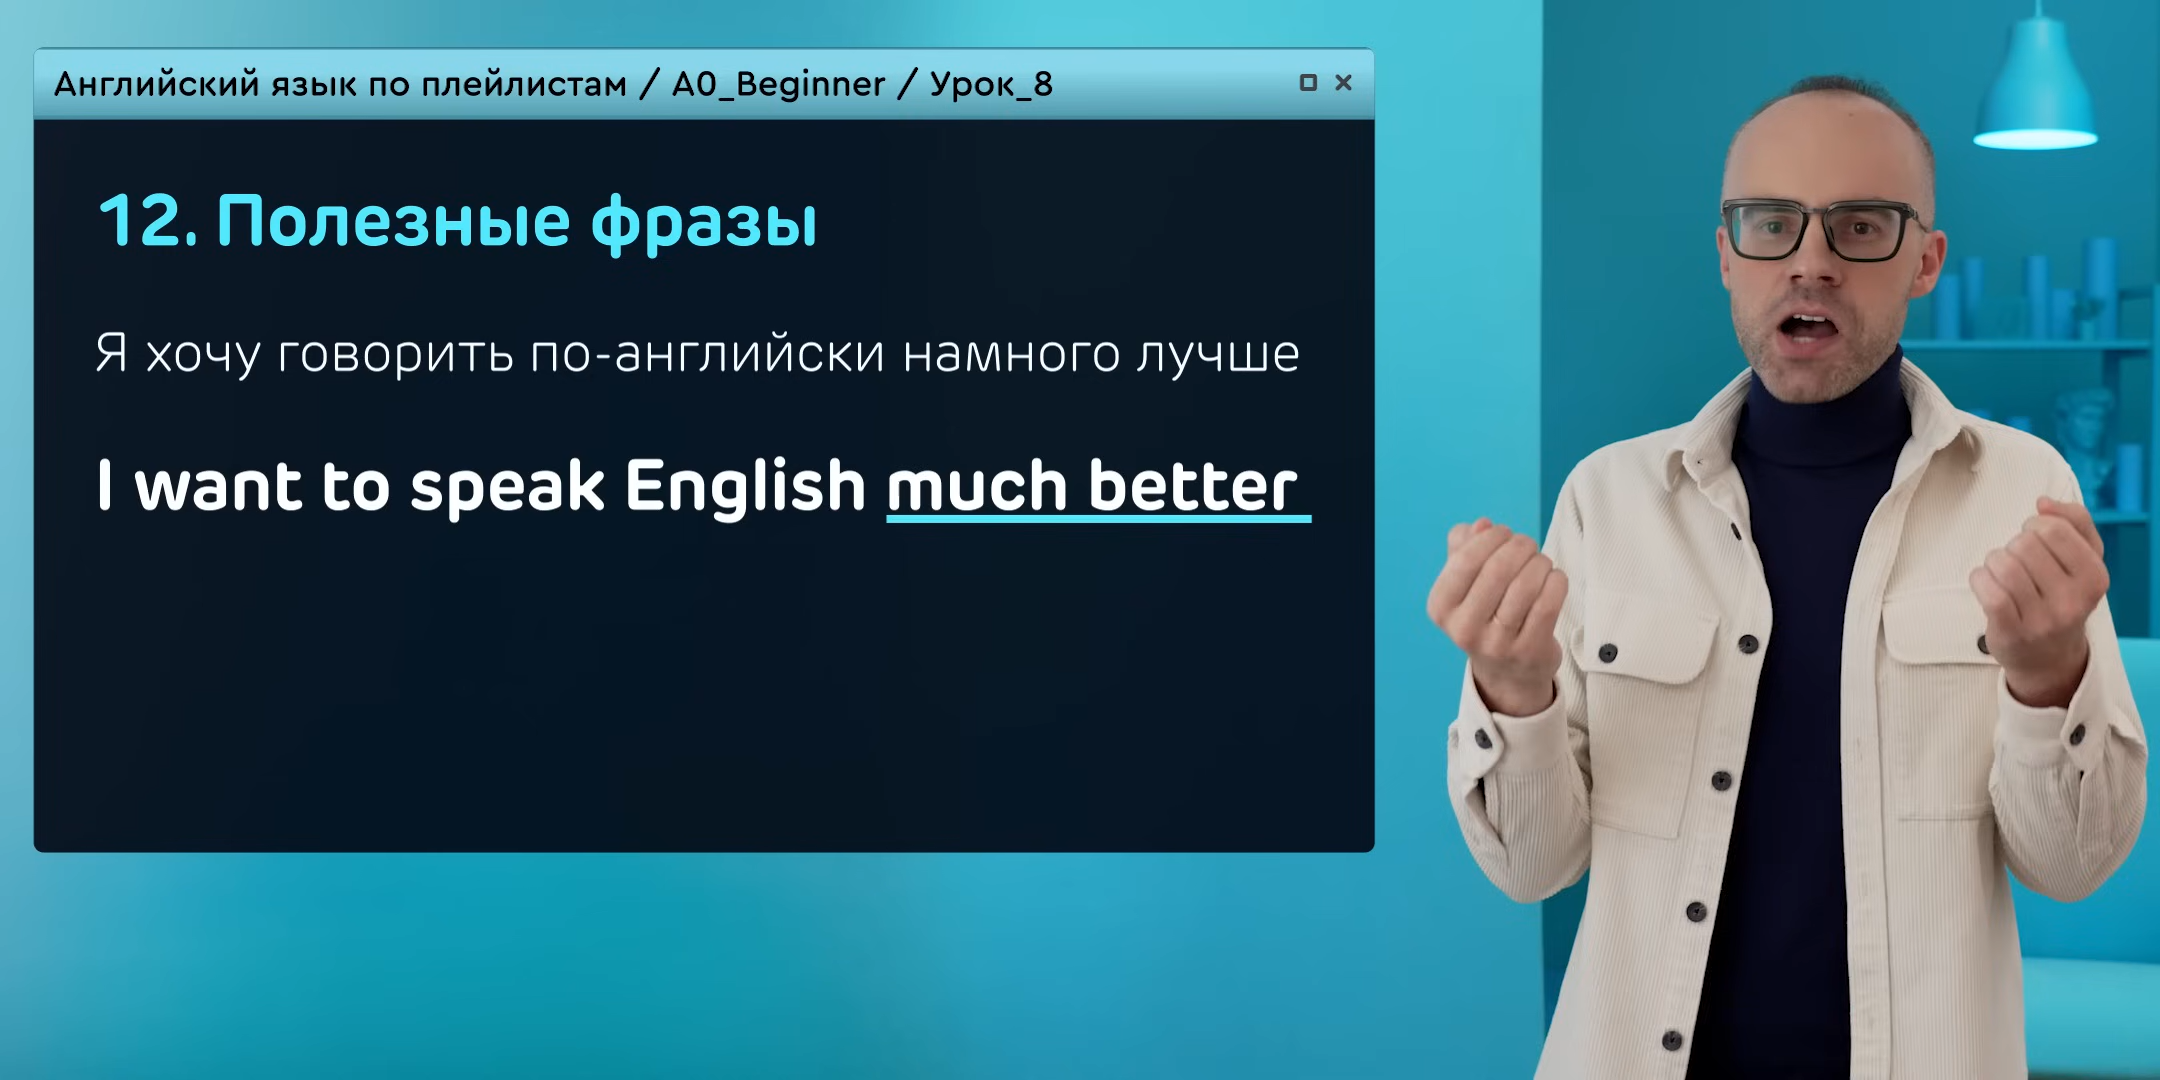 Английский язык по плейлистам / A0_Beginner / Урок_8
12. Полезные фразы
Я хочу говорить по-английски намного лучше
I want to speak English much better